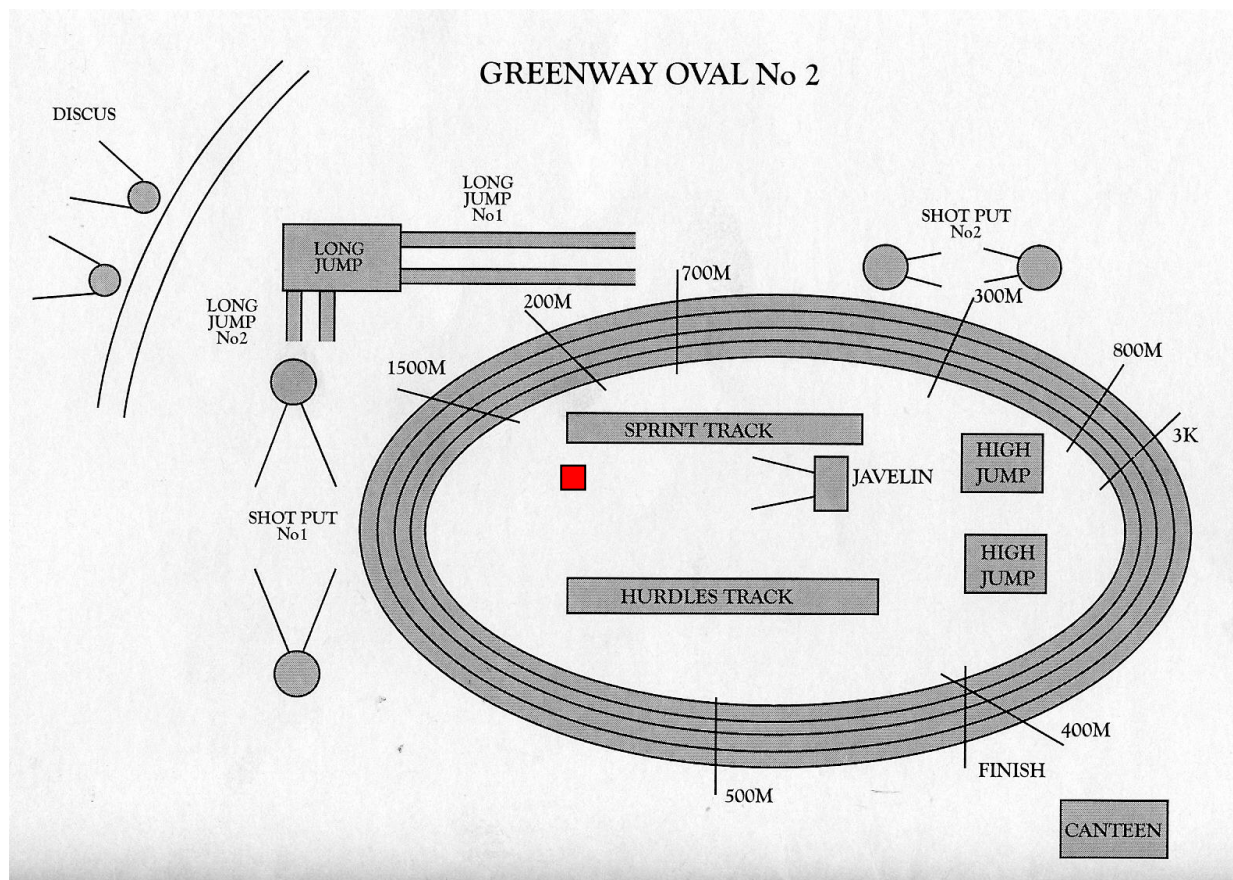 GREENWAY OVAL No 2
DISCUS
LONG
JUMP
No1
SHOT PUT
No2
LONG
JUMP
700M
200M
300M
LONG
JUMP
No2
800M
1500M
3K
SPRINT TRACK
HIGH
JUMP
JAVELIN
SHOT PUT
No1
HIGH
JUMP
HURDLES TRACK
400M
FINISH
500M
CANTEEN